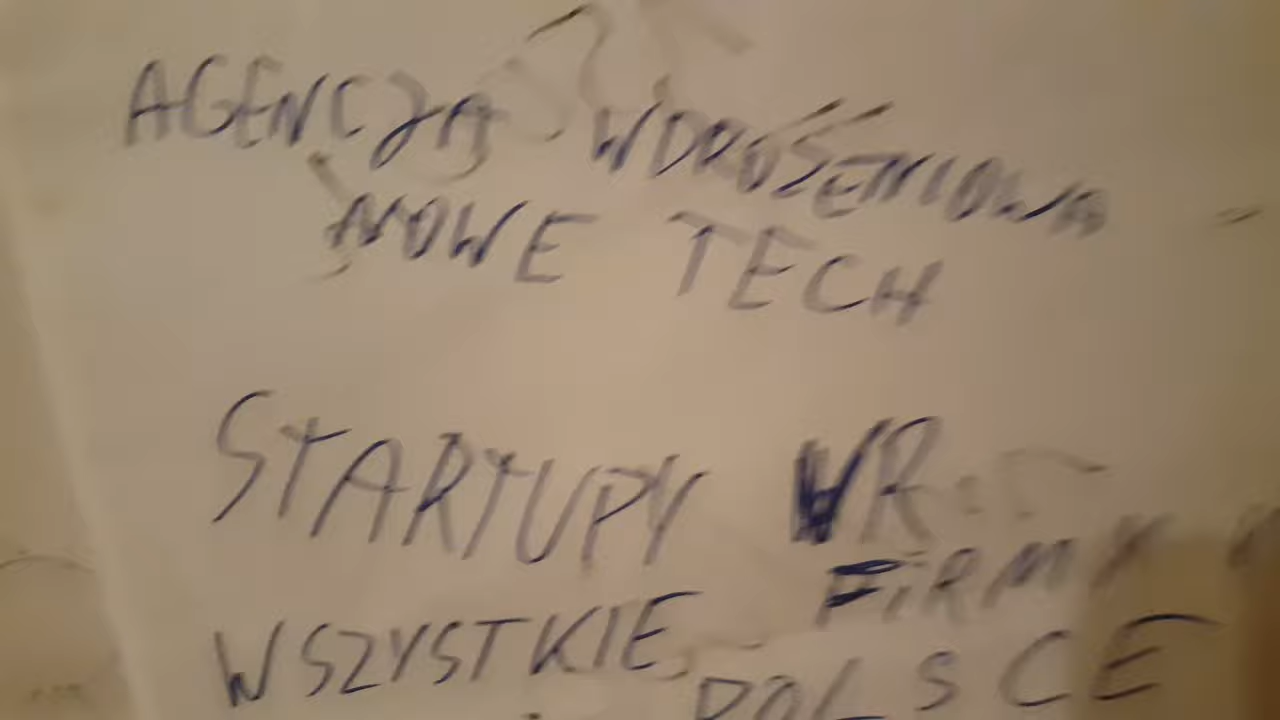 AGENCJA WDROŻENIOWA
NOWE TECH
STARTUPY VR
WSZYSTKIE FIRMY
POLSCE